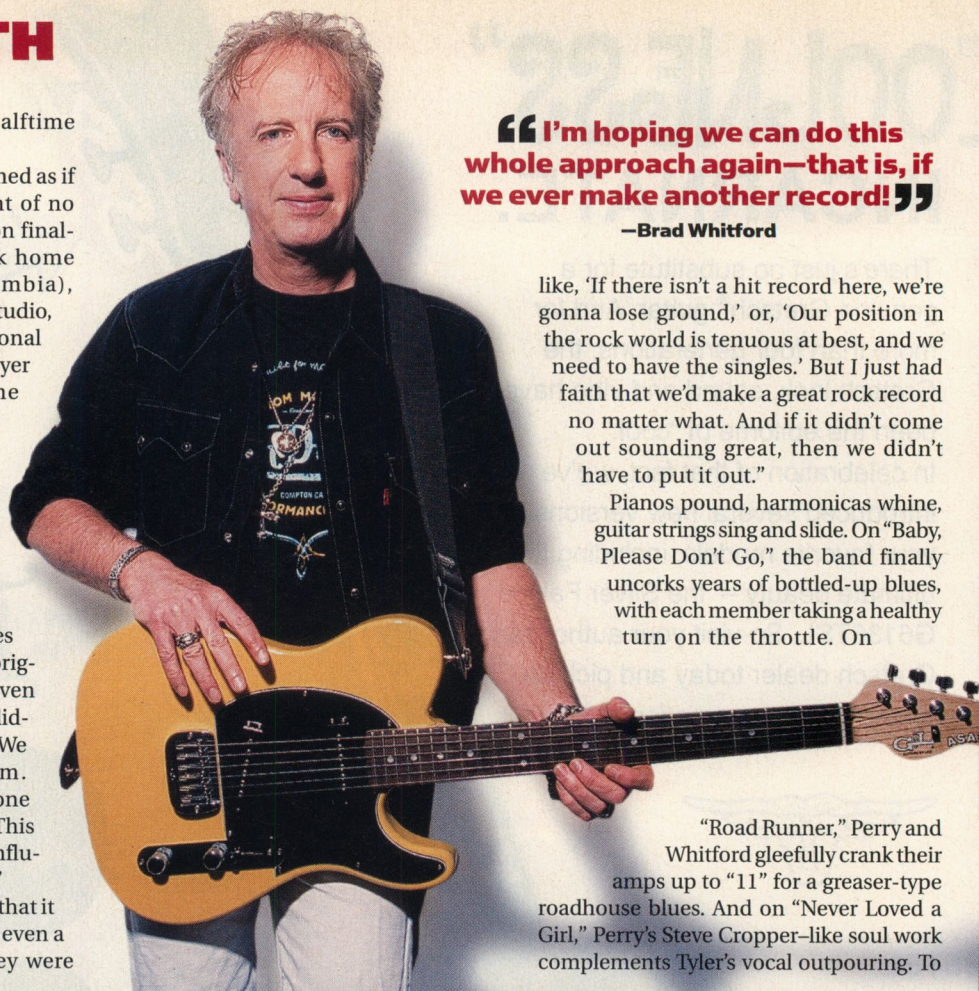 TH
alftime
ned as if
nt of no
on final-
k home
mbia),
tudio,
onal
yer
ne
es
orig-
ven
lid-
We
m.
one
This
nflu-
that it
even a
ey were
“I’m hoping we can do this
whole approach again—that is, if
we ever make another record!”
—Brad Whitford
like, ‘If there isn’t a hit record here, we’re
gonna lose ground,’ or, ‘Our position in
the rock world is tenuous at best, and we
need to have the singles.’ But I just had
faith that we’d make a great rock record
no matter what. And if it didn’t come
out sounding great, then we didn’t
have to put it out.”
Pianos pound, harmonicas whine,
guitar strings sing and slide. On “Baby,
Please Don’t Go,” the band finally
uncorks years of bottled-up blues,
with each member taking a healthy
turn on the throttle. On
“Road Runner,” Perry and
Whitford gleefully crank their
amps up to “11” for a greaser-type
roadhouse blues. And on “Never Loved a
Girl,” Perry’s Steve Cropper–like soul work
complements Tyler’s vocal outpouring. To
COMPTON CA
ORMANC
G&L
ASA